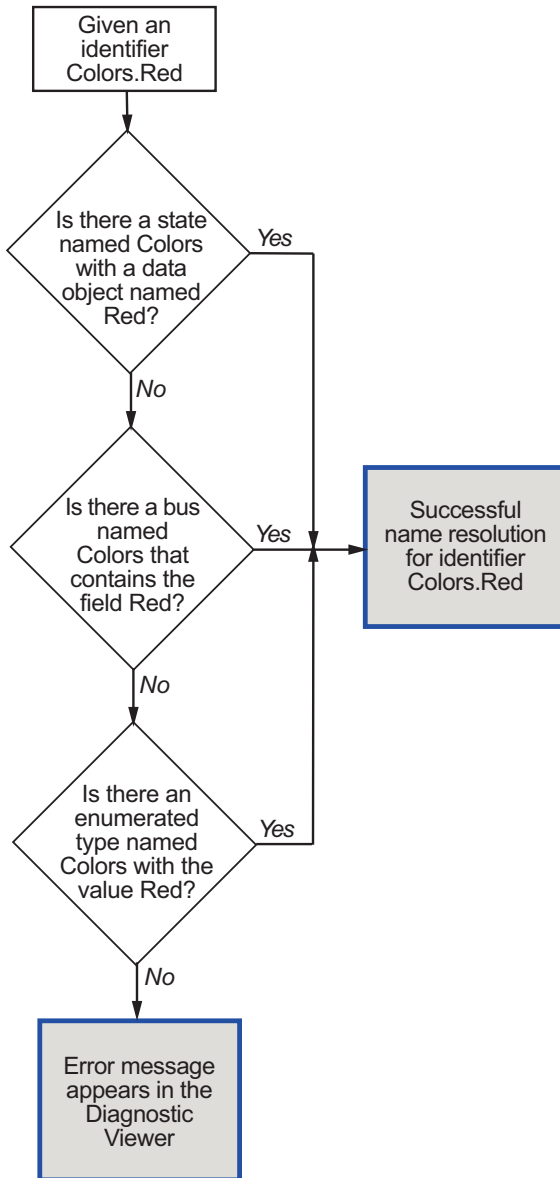 Given an
identifier
Colors.Red
Is there a state
named Colors
with a data
object named
Red?
Yes
No
Is there a bus
named
Colors that
contains the
field Red?
Yes
Successful
name resolution
for identifier
Colors.Red
No
Is there an
enumerated
type named
Colors with the
value Red?
Yes
No
Error message
appears in the
Diagnostic
Viewer